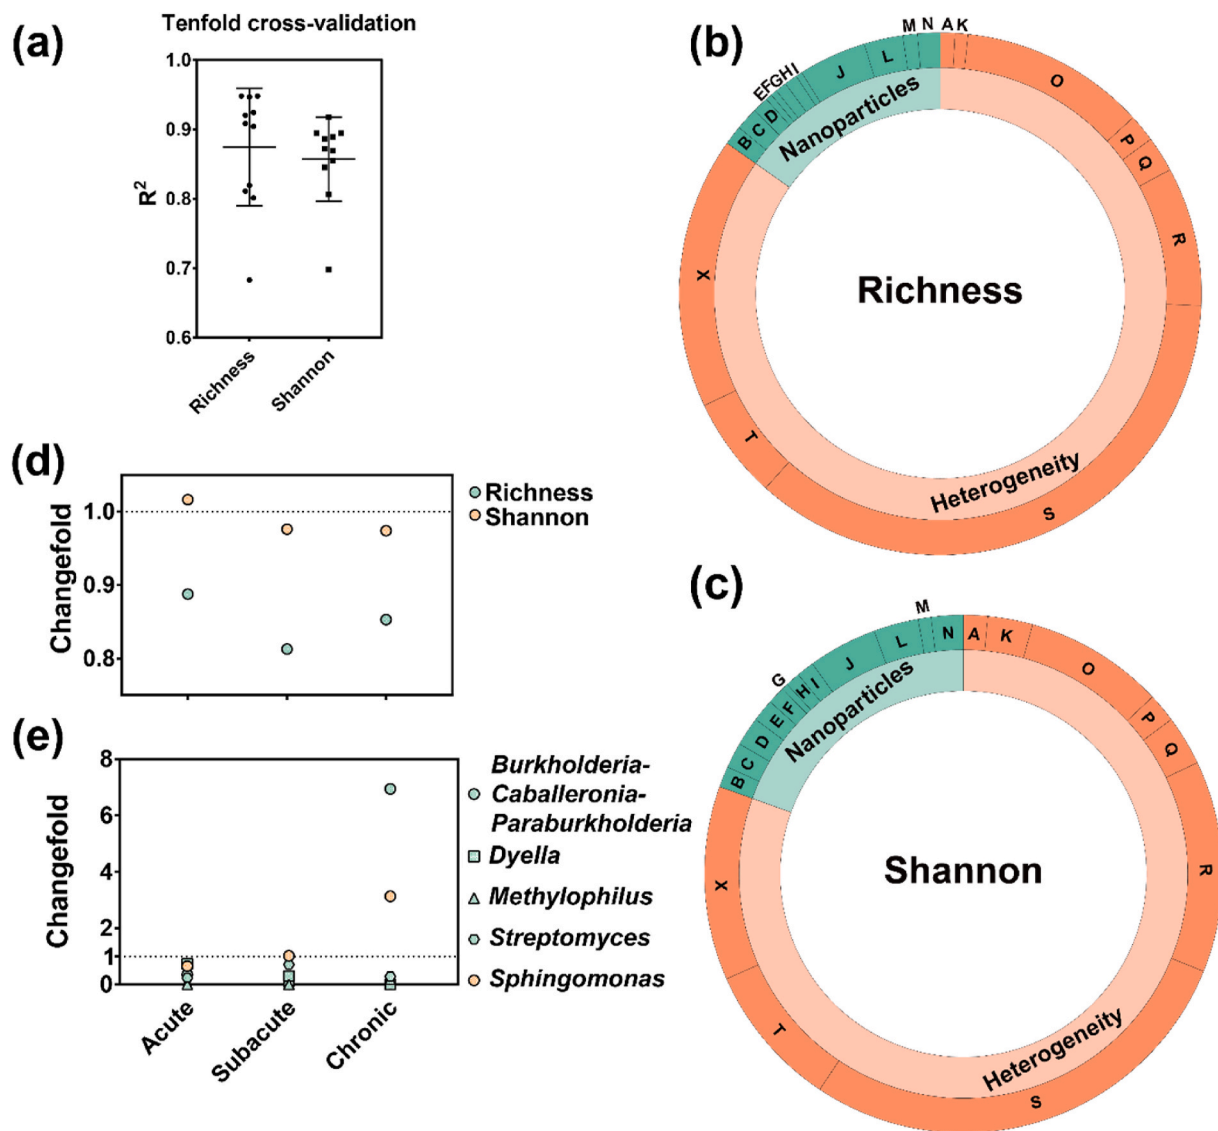 (a)
Tenfold cross-validation
1.0
0.9
0.8
0.7
0.6
R²
Richness
Shannon
(b)
A
K
O
P
Q
R
S
T
X
B
C
D
E
F
G
H
I
J
L
M
N
Nanoparticles
Heterogeneity
Richness
(d)
Changefold
1.0
0.9
0.8
Richness
Shannon
(c)
A
K
O
P
Q
R
S
T
X
B
C
D
E
F
G
H
I
J
L
M
N
Nanoparticles
Heterogeneity
Shannon
(e)
Changefold
8
6
4
2
1
0
Acute
Subacute
Chronic
Burkholderia-
Caballeronia-
Paraburkholderia
Dyella
Methylophilus
Streptomyces
Sphingomonas